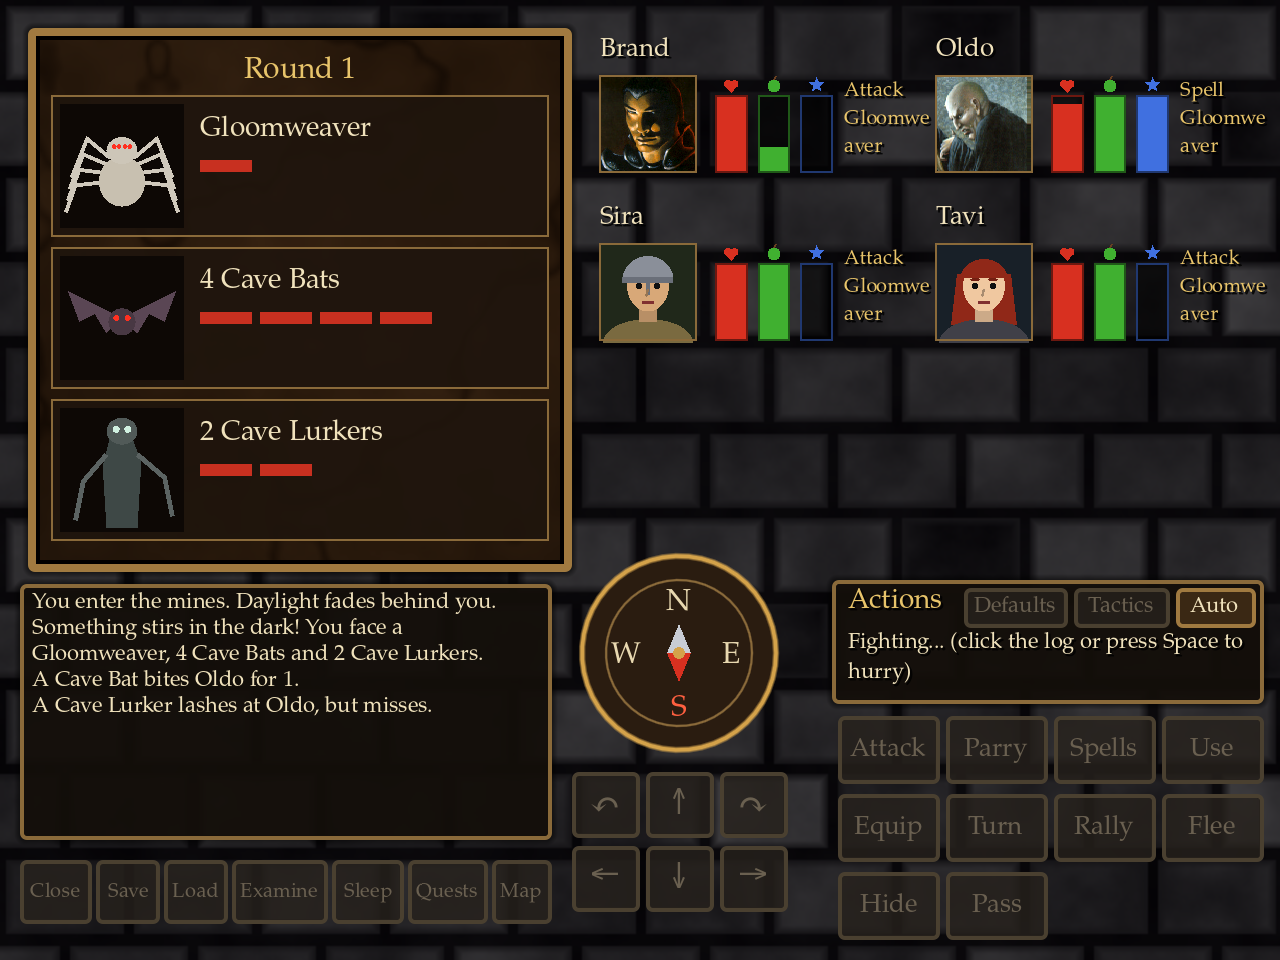 Round 1
Gloomweaver
4 Cave Bats
2 Cave Lurkers
Brand
Attack
Gloomwe
aver
Oldo
Spell
Gloomwe
aver
Sira
Attack
Gloomwe
aver
Tavi
Attack
Gloomwe
aver
You enter the mines. Daylight fades behind you.
Something stirs in the dark! You face a
Gloomweaver, 4 Cave Bats and 2 Cave Lurkers.
A Cave Bat bites Oldo for 1.
A Cave Lurker lashes at Oldo, but misses.
N
W E
S
Actions Defaults Tactics Auto
Fighting... (click the log or press Space to
hurry)
Attack Parry Spells Use
Equip Turn Rally Flee
Hide Pass
Close Save Load Examine Sleep Quests Map